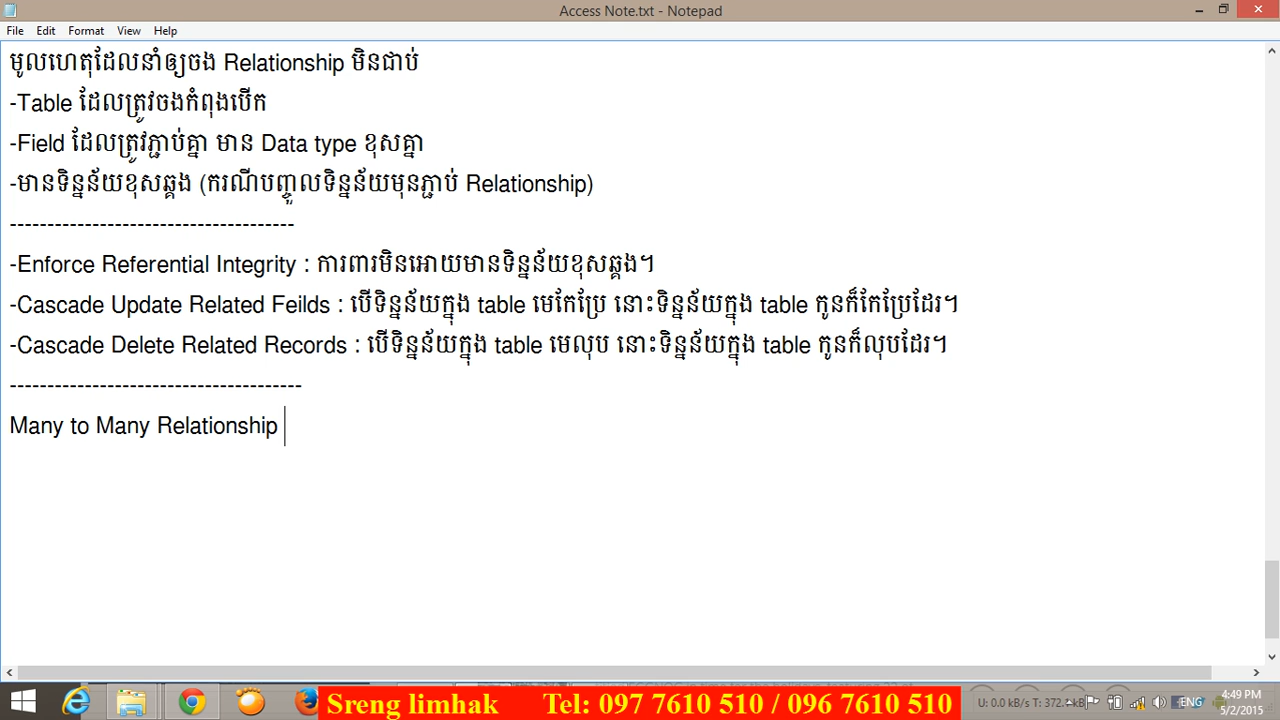 Access Note.txt - Notepad
File Edit Format View Help
មូលហេតុដែលនាំឲ្យចង Relationship មិនជាប់
-Table ដែលត្រូវចងកំពុងបើក
-Field ដែលត្រូវភ្ជាប់គ្នា មាន Data type ខុសគ្នា
-មានទិន្នន័យខុសឆ្គង (ករណីបញ្ចូលទិន្នន័យមុនភ្ជាប់ Relationship)
--------------------------------------
-Enforce Referential Integrity : ការពារមិនអោយមានទិន្នន័យខុសឆ្គង។
-Cascade Update Related Feilds : បើទិន្នន័យក្នុង table មេកែប្រែ នោះទិន្នន័យក្នុង table កូនក៏កែប្រែដែរ។
-Cascade Delete Related Records : បើទិន្នន័យក្នុង table មេលុប នោះទិន្នន័យក្នុង table កូនក៏លុបដែរ។
---------------------------------------
Many to Many Relationship
Sreng limhak Tel: 097 7610 510 / 096 7610 510
U: 0.0 kB/s T: 372. kB ENG
4:49 PM
5/2/2015